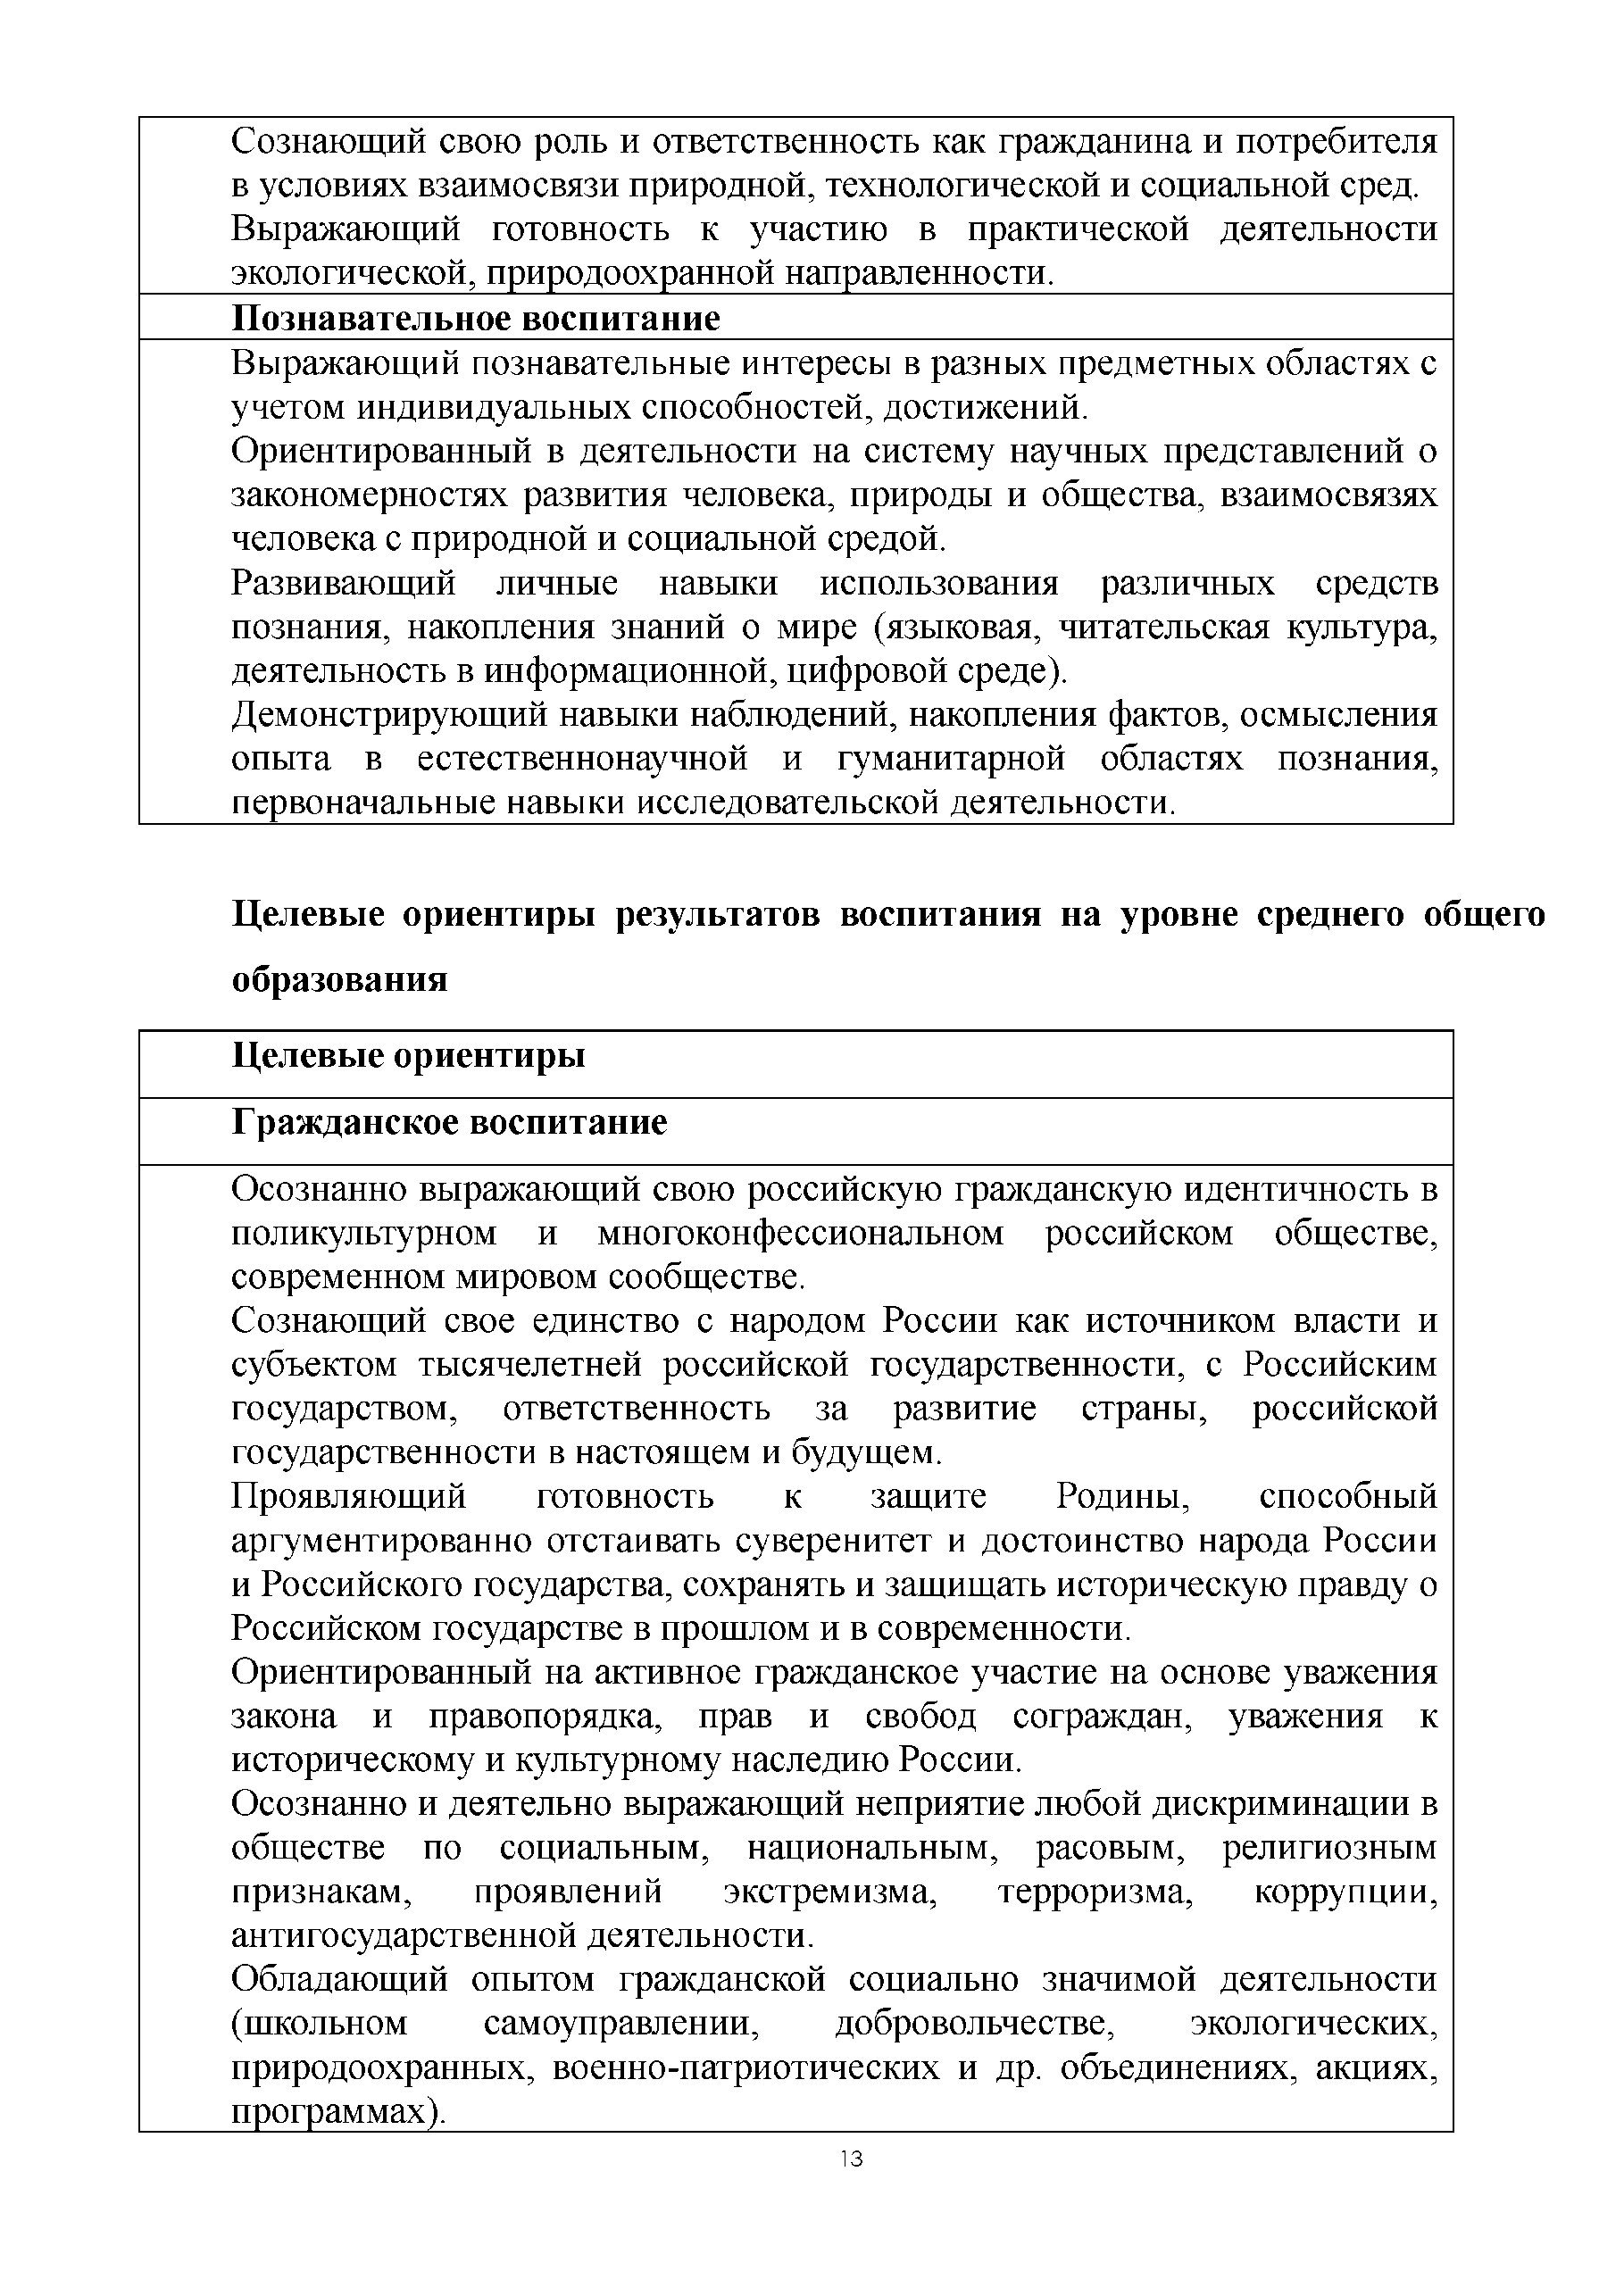 Сознающий свою роль и ответственность как гражданина и потребителя
в условиях взаимосвязи природной, технологической и социальной сред.
Выражающий готовность к участию в практической деятельности
экологической, природоохранной направленности.
Познавательное воспитание
Выражающий познавательные интересы в разных предметных областях с
учетом индивидуальных способностей, достижений.
Ориентированный в деятельности на систему научных представлений о
закономерностях развития человека, природы и общества, взаимосвязях
человека с природной и социальной средой.
Развивающий личные навыки использования различных средств
познания, накопления знаний о мире (языковая, читательская культура,
деятельность в информационной, цифровой среде).
Демонстрирующий навыки наблюдений, накопления фактов, осмысления
опыта в естественнонаучной и гуманитарной областях познания,
первоначальные навыки исследовательской деятельности.
Целевые ориентиры результатов воспитания на уровне среднего общего
образования
Целевые ориентиры
Гражданское воспитание
Осознанно выражающий свою российскую гражданскую идентичность в
поликультурном и многоконфессиональном российском обществе,
современном мировом сообществе.
Сознающий свое единство с народом России как источником власти и
субъектом тысячелетней российской государственности, с Российским
государством, ответственность за развитие страны, российской
государственности в настоящем и будущем.
Проявляющий готовность к защите Родины, способный
аргументированно отстаивать суверенитет и достоинство народа России
и Российского государства, сохранять и защищать историческую правду о
Российском государстве в прошлом и в современности.
Ориентированный на активное гражданское участие на основе уважения
закона и правопорядка, прав и свобод сограждан, уважения к
историческому и культурному наследию России.
Осознанно и деятельно выражающий неприятие любой дискриминации в
обществе по социальным, национальным, расовым, религиозным
признакам, проявлений экстремизма, терроризма, коррупции,
антигосударственной деятельности.
Обладающий опытом гражданской социально значимой деятельности
(школьном самоуправлении, добровольчестве, экологических,
природоохранных, военно-патриотических и др. объединениях, акциях,
программах).
13